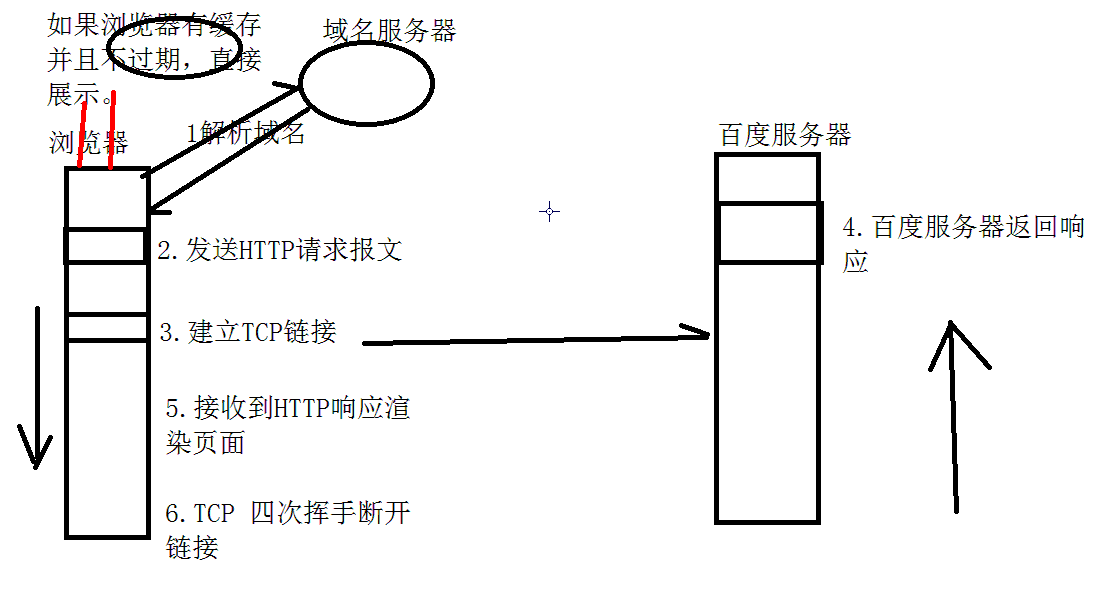 如果浏览器有缓存
并且不过期，直接
展示。
域名服务器
浏览器
1解析域名
百度服务器
2.发送HTTP请求报文
4.百度服务器返回响
应
3.建立TCP链接
5.接收到HTTP响应渲
染页面
6.TCP 四次挥手断开
链接